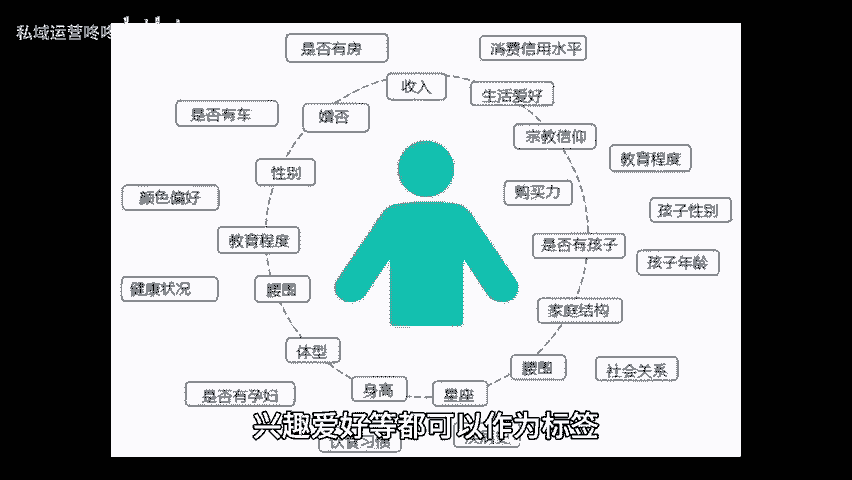 私域运营咚咚
是否有房
消费信用水平
收入
生活爱好
是否有车
婚否
宗教信仰
教育程度
性别
购买力
颜色偏好
孩子性别
教育程度
是否有孩子
孩子年龄
健康状况
腰围
家庭结构
体型
腰围
社会关系
是否有孕妇
身高
星座
兴趣爱好等都可以作为标签
饮食习惯